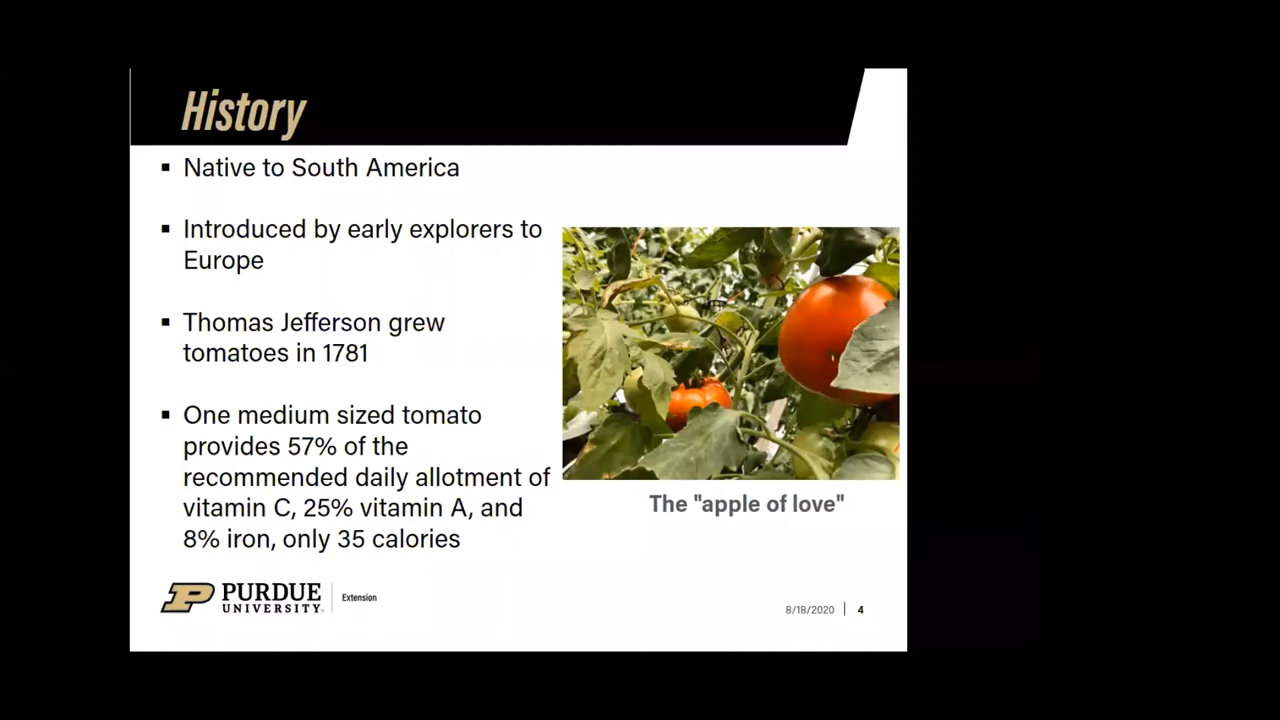 History
▪ Native to South America
▪ Introduced by early explorers to
Europe
▪ Thomas Jefferson grew
tomatoes in 1781
▪ One medium sized tomato
provides 57% of the
recommended daily allotment of
vitamin C, 25% vitamin A, and
8% iron, only 35 calories
The "apple of love"
PURDUE
UNIVERSITY®
Extension
8/18/2020 | 4